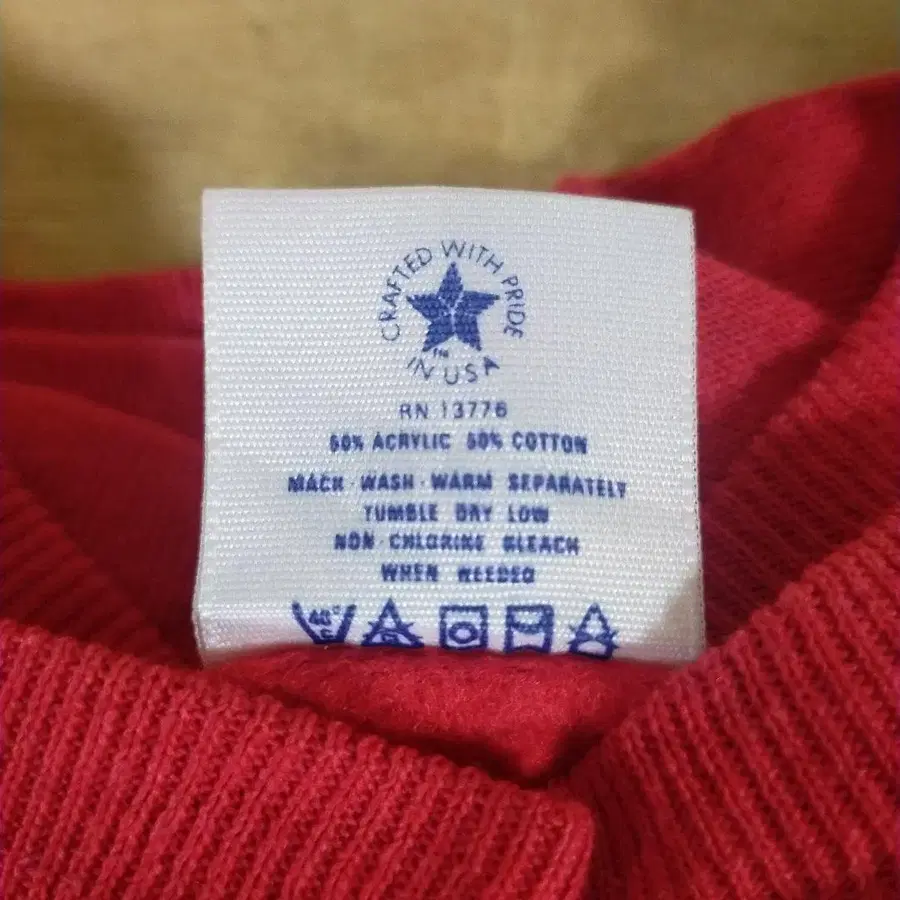 CRAFTED WITH PRIDE
IN USA
TM
RN 13776
50% ACRYLIC 50% COTTON
MACH · WASH · WARM SEPARATELY
TUMBLE DRY LOW
NON-CHLORINE BLEACH
WHEN NEEDED